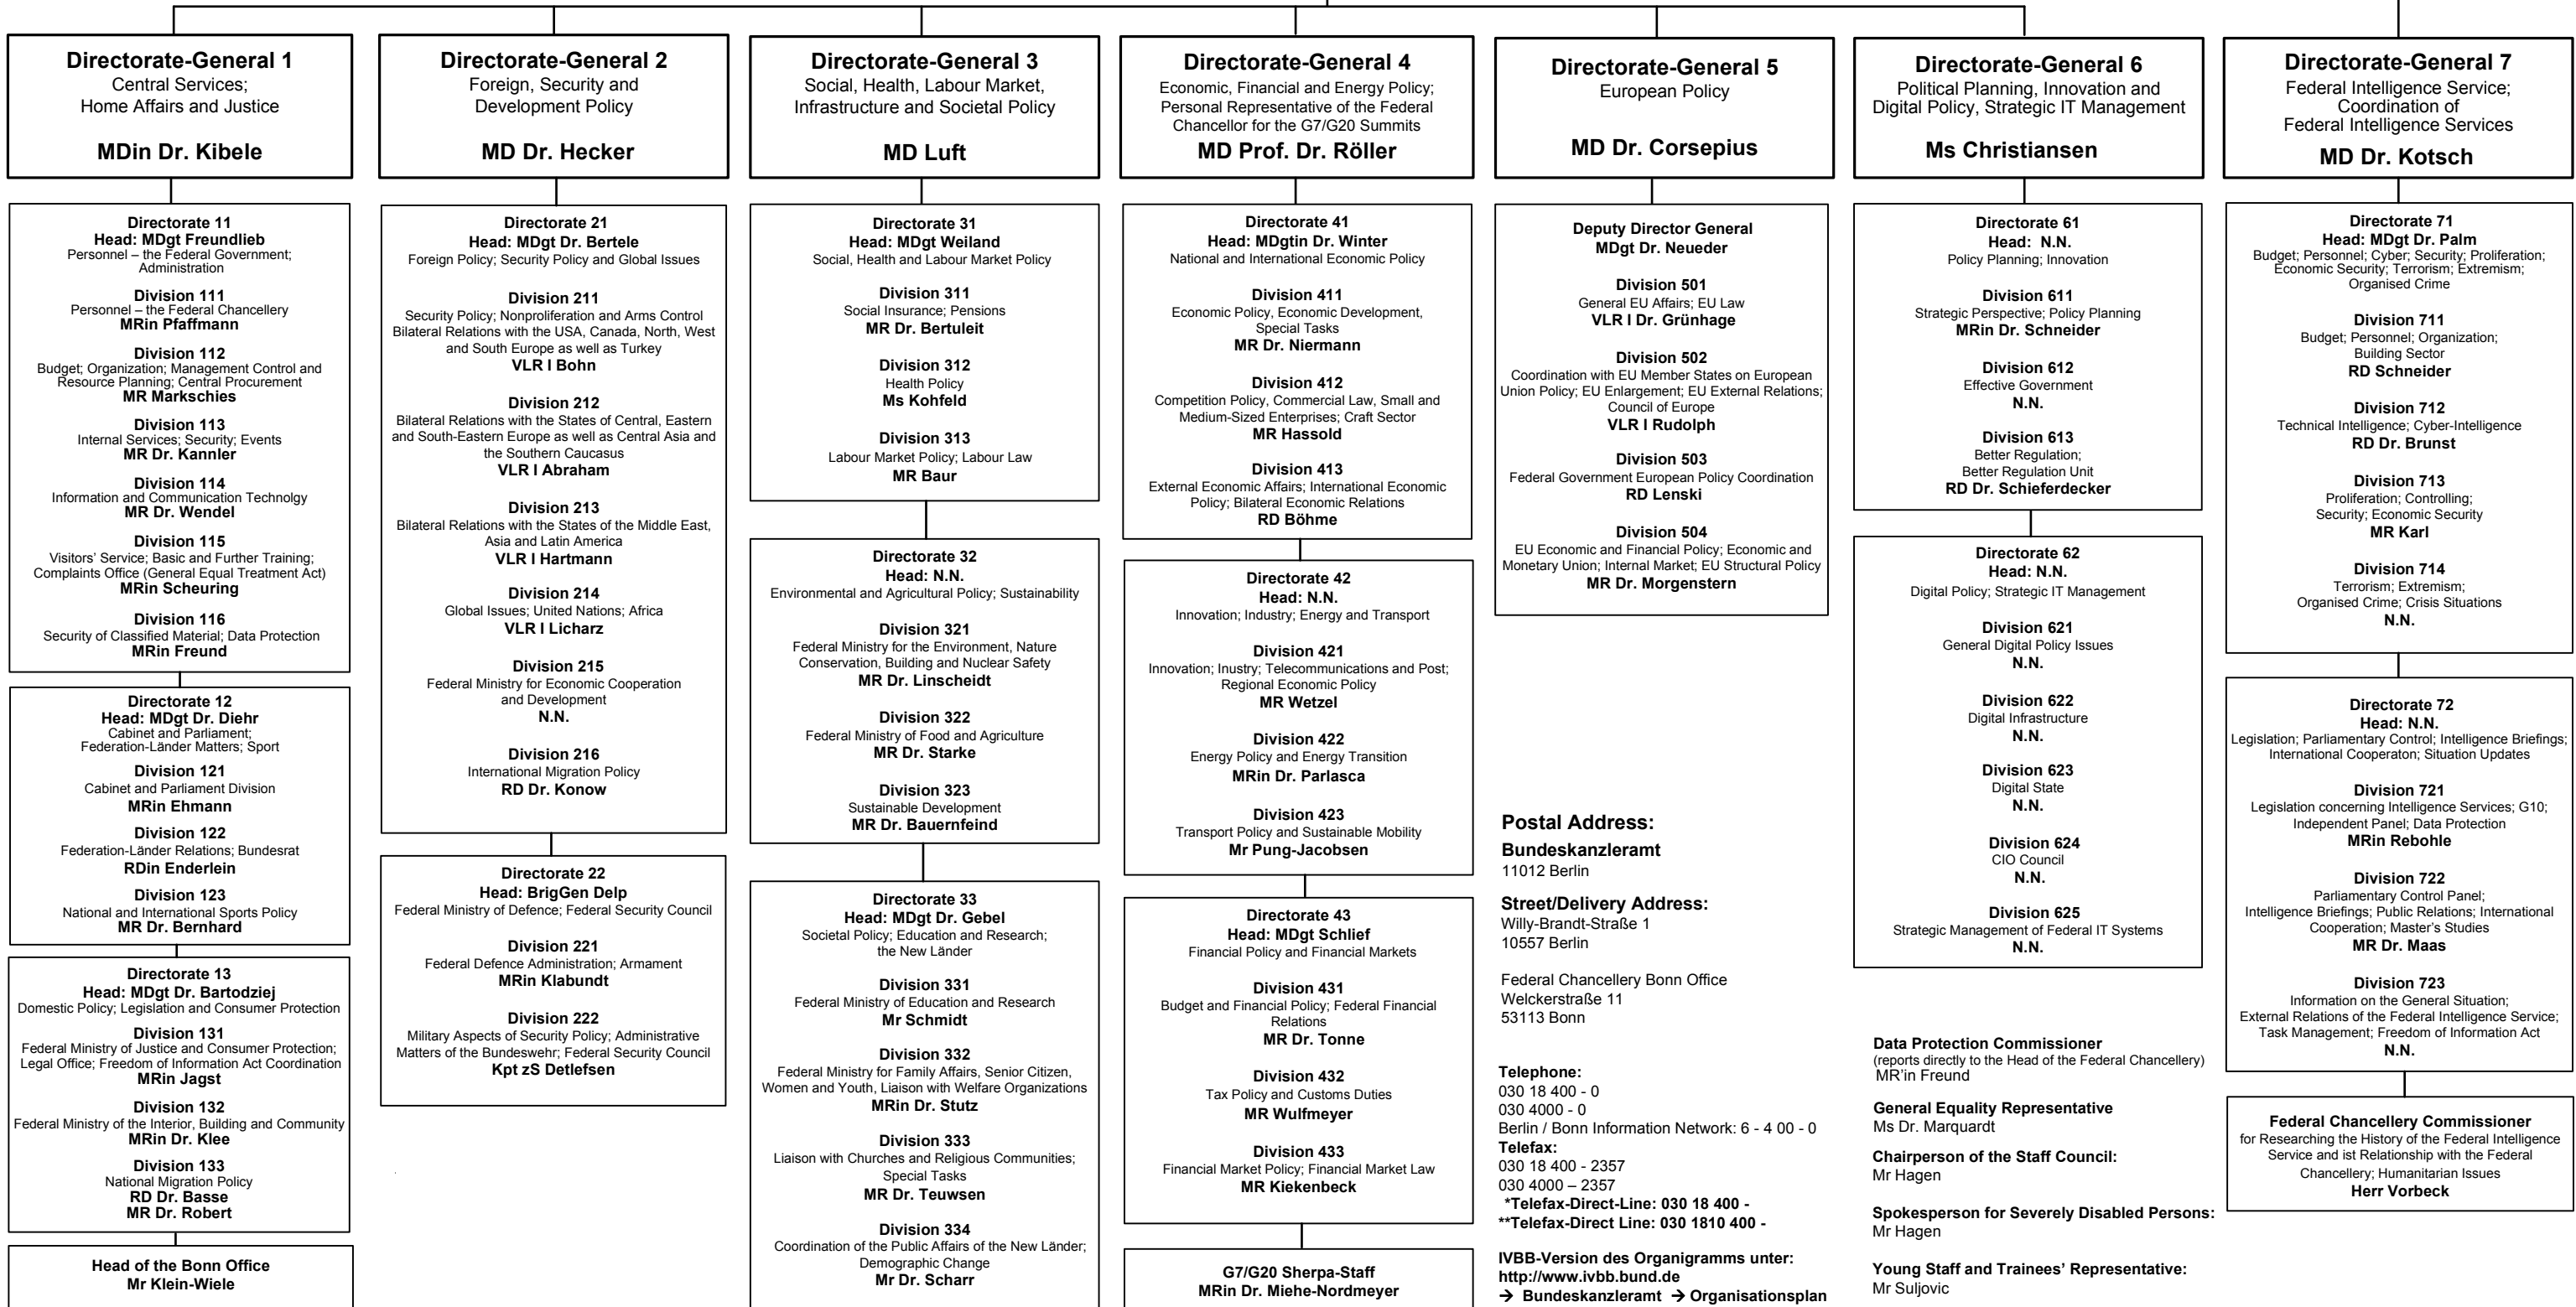 Directorate-General 1
Central Services;
Home Affairs and Justice
MDin Dr. Kibele
Directorate 11
Head: MDgt Freundlieb
Personnel – the Federal Government;
Administration
Division 111
Personnel – the Federal Chancellery
MRin Pfaffmann
Division 112
Budget; Organization; Management Control and
Resource Planning; Central Procurement
MR Markschies
Division 113
Internal Services; Security; Events
MR Dr. Kannler
Division 114
Information and Communication Technolgy
MR Dr. Wendel
Division 115
Visitors' Service; Basic and Further Training;
Complaints Office (General Equal Treatment Act)
MRin Scheuring
Division 116
Security of Classified Material; Data Protection
MRin Freund
Directorate 12
Head: MDgt Dr. Diehr
Cabinet and Parliament;
Federation-Länder Matters; Sport
Division 121
Cabinet and Parliament Division
MRin Ehmann
Division 122
Federation-Länder Relations; Bundesrat
RDin Enderlein
Division 123
National and International Sports Policy
MR Dr. Bernhard
Directorate 13
Head: MDgt Dr. Bartodziej
Domestic Policy; Legislation and Consumer Protection
Division 131
Federal Ministry of Justice and Consumer Protection;
Legal Office; Freedom of Information Act Coordination
MRin Jagst
Division 132
Federal Ministry of the Interior, Building and Community
MRin Dr. Klee
Division 133
National Migration Policy
RD Dr. Basse
MR Dr. Robert
Head of the Bonn Office
Mr Klein-Wiele
Directorate-General 2
Foreign, Security and
Development Policy
MD Dr. Hecker
Directorate 21
Head: MDgt Dr. Bertele
Foreign Policy; Security Policy and Global Issues
Division 211
Security Policy; Nonproliferation and Arms Control
Bilateral Relations with the USA, Canada, North, West
and South Europe as well as Turkey
VLR I Bohn
Division 212
Bilateral Relations with the States of Central, Eastern
and South-Eastern Europe as well as Central Asia and
the Southern Caucasus
VLR I Abraham
Division 213
Bilateral Relations with the States of the Middle East,
Asia and Latin America
VLR I Hartmann
Division 214
Global Issues; United Nations; Africa
VLR I Licharz
Division 215
Federal Ministry for Economic Cooperation
and Development
N.N.
Division 216
International Migration Policy
RD Dr. Konow
Directorate 22
Head: BrigGen Delp
Federal Ministry of Defence; Federal Security Council
Division 221
Federal Defence Administration; Armament
MRin Klabundt
Division 222
Military Aspects of Security Policy; Administrative
Matters of the Bundeswehr; Federal Security Council
Kpt zS Detlefsen
Directorate-General 3
Social, Health, Labour Market,
Infrastructure and Societal Policy
MD Luft
Directorate 31
Head: MDgt Weiland
Social, Health and Labour Market Policy
Division 311
Social Insurance; Pensions
MR Dr. Bertuleit
Division 312
Health Policy
Ms Kohfeld
Division 313
Labour Market Policy; Labour Law
MR Baur
Directorate 32
Head: N.N.
Environmental and Agricultural Policy; Sustainability
Division 321
Federal Ministry for the Environment, Nature
Conservation, Building and Nuclear Safety
MR Dr. Linscheidt
Division 322
Federal Ministry of Food and Agriculture
MR Dr. Starke
Division 323
Sustainable Development
MR Dr. Bauernfeind
Directorate 33
Head: MDgt Dr. Gebel
Societal Policy; Education and Research;
the New Länder
Division 331
Federal Ministry of Education and Research
Mr Schmidt
Division 332
Federal Ministry for Family Affairs, Senior Citizen,
Women and Youth, Liaison with Welfare Organizations
MRin Dr. Stutz
Division 333
Liaison with Churches and Religious Communities;
Special Tasks
MR Dr. Teuwsen
Division 334
Coordination of the Public Affairs of the New Länder;
Demographic Change
Mr Dr. Scharr
Directorate-General 4
Economic, Financial and Energy Policy;
Personal Representative of the Federal
Chancellor for the G7/G20 Summits
MD Prof. Dr. Röller
Directorate 41
Head: MDgtin Dr. Winter
National and International Economic Policy
Division 411
Economic Policy, Economic Development,
Special Tasks
MR Dr. Niermann
Division 412
Competition Policy, Commercial Law, Small and
Medium-Sized Enterprises; Craft Sector
MR Hassold
Division 413
External Economic Affairs; International Economic
Policy; Bilateral Economic Relations
RD Böhme
Directorate 42
Head: N.N.
Innovation; Industry; Energy and Transport
Division 421
Innovation; Inustry; Telecommunications and Post;
Regional Economic Policy
MR Wetzel
Division 422
Energy Policy and Energy Transition
MRin Dr. Parlasca
Division 423
Transport Policy and Sustainable Mobility
Mr Pung-Jacobsen
Directorate 43
Head: MDgt Schlief
Financial Policy and Financial Markets
Division 431
Budget and Financial Policy; Federal Financial
Relations
MR Dr. Tonne
Division 432
Tax Policy and Customs Duties
MR Wulfmeyer
Division 433
Financial Market Policy; Financial Market Law
MR Kiekenbeck
G7/G20 Sherpa-Staff
MRin Dr. Miehe-Nordmeyer
Directorate-General 5
European Policy
MD Dr. Corsepius
Deputy Director General
MDgt Dr. Neueder
Division 501
General EU Affairs; EU Law
VLR I Dr. Grünhage
Division 502
Coordination with EU Member States on European
Union Policy; EU Enlargement; EU External Relations;
Council of Europe
VLR I Rudolph
Division 503
Federal Government European Policy Coordination
RD Lenski
Division 504
EU Economic and Financial Policy; Economic and
Monetary Union; Internal Market; EU Structural Policy
MR Dr. Morgenstern
Postal Address:
Bundeskanzleramt
11012 Berlin
Street/Delivery Address:
Willy-Brandt-Straße 1
10557 Berlin
Federal Chancellery Bonn Office
Welckerstraße 11
53113 Bonn
Telephone:
030 18 400 - 0
030 4000 - 0
Berlin / Bonn Information Network: 6 - 4 00 - 0
Telefax:
030 18 400 - 2357
030 4000 – 2357
*Telefax-Direct-Line: 030 18 400 -
**Telefax-Direct Line: 030 1810 400 -
IVBB-Version des Organigramms unter:
http://www.ivbb.bund.de
→ Bundeskanzleramt → Organisationsplan
Directorate-General 6
Political Planning, Innovation and
Digital Policy, Strategic IT Management
Ms Christiansen
Directorate 61
Head: N.N.
Policy Planning; Innovation
Division 611
Strategic Perspective; Policy Planning
MRin Dr. Schneider
Division 612
Effective Government
N.N.
Division 613
Better Regulation;
Better Regulation Unit
RD Dr. Schieferdecker
Directorate 62
Head: N.N.
Digital Policy; Strategic IT Management
Division 621
General Digital Policy Issues
N.N.
Division 622
Digital Infrastructure
N.N.
Division 623
Digital State
N.N.
Division 624
CIO Council
N.N.
Division 625
Strategic Management of Federal IT Systems
N.N.
Data Protection Commissioner
(reports directly to the Head of the Federal Chancellery)
MR'in Freund
General Equality Representative
Ms Dr. Marquardt
Chairperson of the Staff Council:
Mr Hagen
Spokesperson for Severely Disabled Persons:
Mr Hagen
Young Staff and Trainees' Representative:
Mr Suljovic
Directorate-General 7
Federal Intelligence Service;
Coordination of
Federal Intelligence Services
MD Dr. Kotsch
Directorate 71
Head: MDgt Dr. Palm
Budget; Personnel; Cyber; Security; Proliferation;
Economic Security; Terrorism; Extremism;
Organised Crime
Division 711
Budget; Personnel; Organization;
Building Sector
RD Schneider
Division 712
Technical Intelligence; Cyber-Intelligence
RD Dr. Brunst
Division 713
Proliferation; Controlling;
Security; Economic Security
MR Karl
Division 714
Terrorism; Extremism;
Organised Crime; Crisis Situations
N.N.
Directorate 72
Head: N.N.
Legislation; Parliamentary Control; Intelligence Briefings;
International Cooperaton; Situation Updates
Division 721
Legislation concerning Intelligence Services; G10;
Independent Panel; Data Protection
MRin Rebohle
Division 722
Parliamentary Control Panel;
Intelligence Briefings; Public Relations; International
Cooperation; Master's Studies
MR Dr. Maas
Division 723
Information on the General Situation;
External Relations of the Federal Intelligence Service;
Task Management; Freedom of Information Act
N.N.
Federal Chancellery Commissioner
for Researching the History of the Federal Intelligence
Service and ist Relationship with the Federal
Chancellery; Humanitarian Issues
Herr Vorbeck